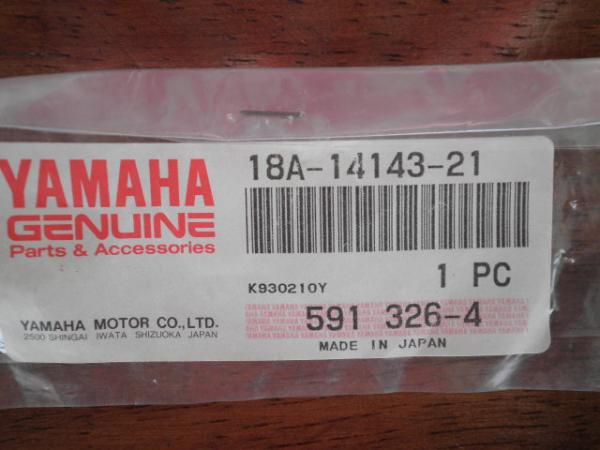 YAMAHA
GENUINE
Parts & Accessories
YAMAHA MOTOR CO.,LTD.
2500 SHINGAI IWATA SHIZUOKA JAPAN
18A-14143-21
K930210Y
1 PC
591 326-4
MADE IN JAPAN